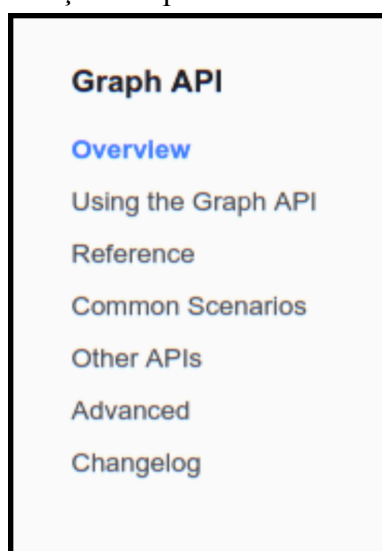 Graph API
Overview
Using the Graph API
Reference
Common Scenarios
Other APIs
Advanced
Changelog